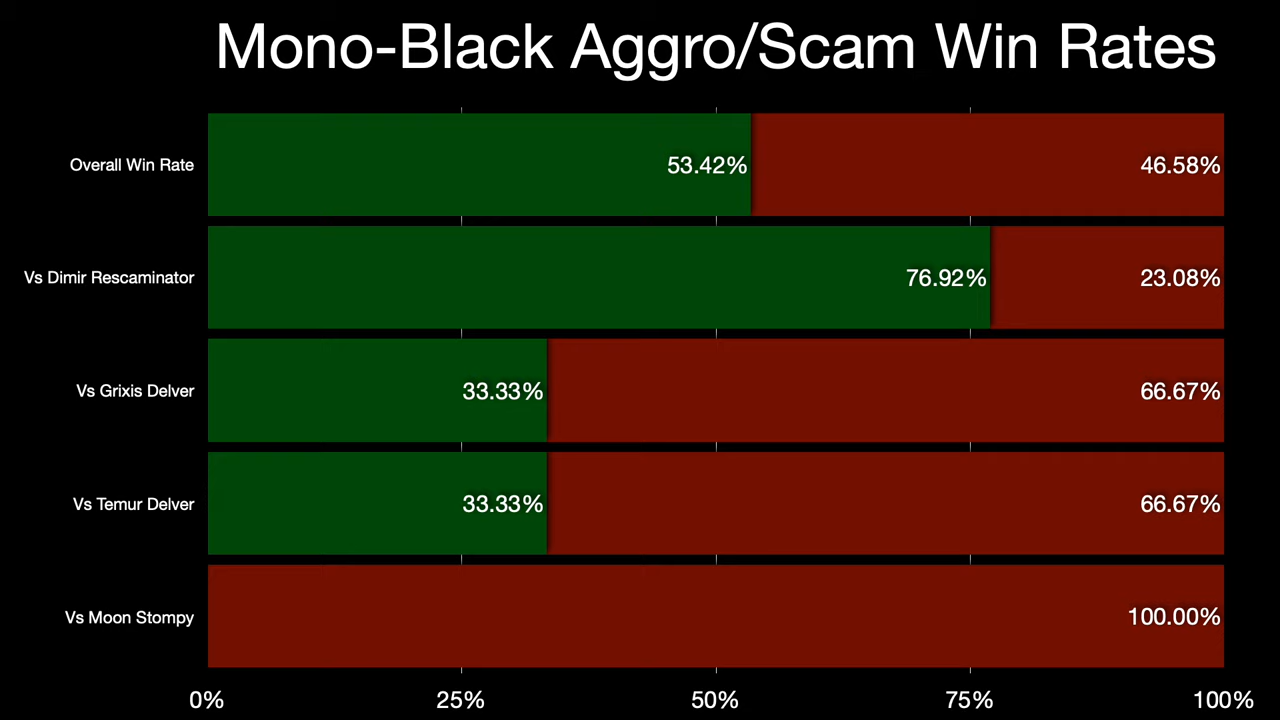 Mono-Black Aggro/Scam Win Rates
Overall Win Rate 53.42% 46.58%
Vs Dimir Rescaminator 76.92% 23.08%
Vs Grixis Delver 33.33% 66.67%
Vs Temur Delver 33.33% 66.67%
Vs Moon Stompy 100.00%
0% 25% 50% 75% 100%